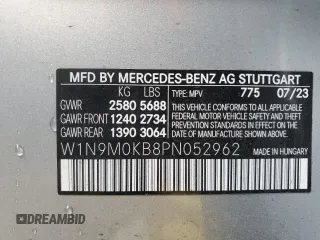 MFD BY MERCEDES-BENZ AG STUTTGART
KG LBS TYPE: MPV 775 07/23
GVWR 2580 5688
GAWR FRONT 1240 2734
GAWR REAR 1390 3064
THIS VEHICLE CONFORMS TO ALL APPLICABLE
FEDERAL MOTOR VEHICLE SAFETY AND THEFT
PREVENTION STANDARDS IN EFFECT ON THE
DATE OF MANUFACTURE SHOWN ABOVE.
W1N9M0KB8PN052962
MADE IN HUNGARY
DREAMBID